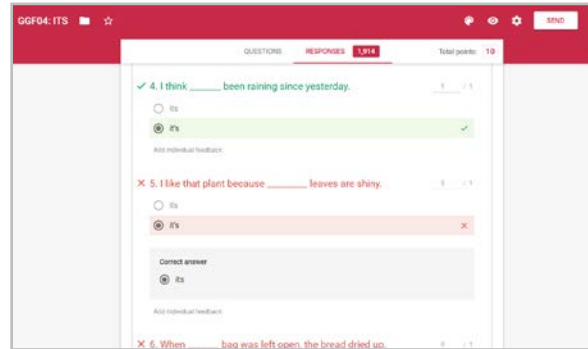 GGF04: ITS
SEND
QUESTIONS RESPONSES 1,914 Total points: 10
4. I think ______ been raining since yesterday. 1 / 1
its
it's
Add individual feedback
5. I like that plant because ________ leaves are shiny. / 1
its
it's
Correct answer
its
Add individual feedback
6. When ______ bag was left open, the bread dried up. / 1